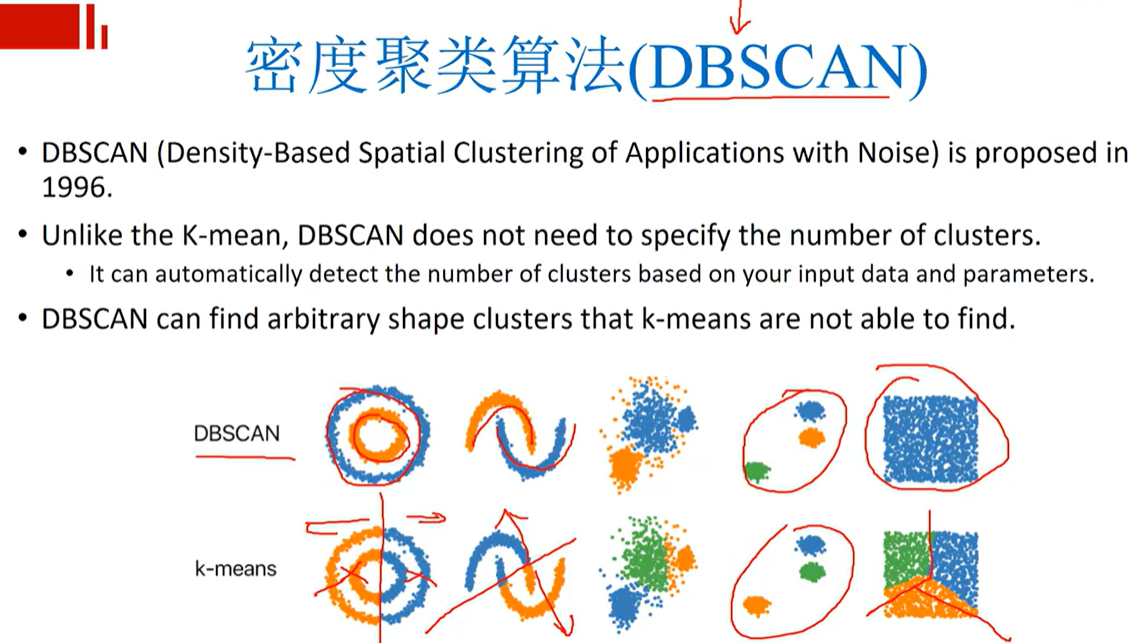 密度聚类算法(DBSCAN)
• DBSCAN (Density-Based Spatial Clustering of Applications with Noise) is proposed in
1996.
• Unlike the K-mean, DBSCAN does not need to specify the number of clusters.
• It can automatically detect the number of clusters based on your input data and parameters.
• DBSCAN can find arbitrary shape clusters that k-means are not able to find.
DBSCAN
k-means